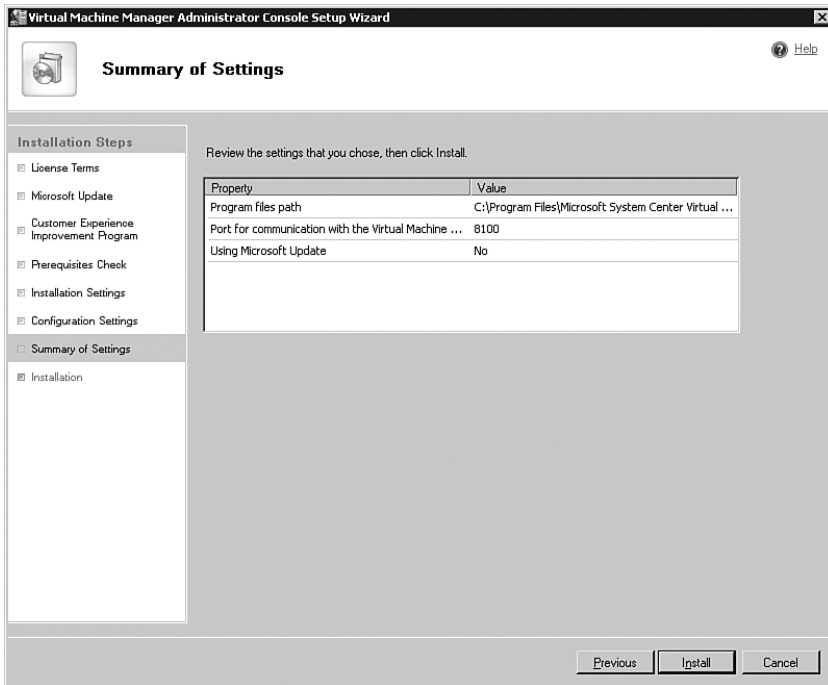 Virtual Machine Manager Administrator Console Setup Wizard
Help
Summary of Settings
Installation Steps
License Terms
Microsoft Update
Customer Experience
Improvement Program
Prerequisites Check
Installation Settings
Configuration Settings
Summary of Settings
Installation
Review the settings that you chose, then click Install.
Property Value
Program files path C:\Program Files\Microsoft System Center Virtual ...
Port for communication with the Virtual Machine ... 8100
Using Microsoft Update No
Previous Install Cancel